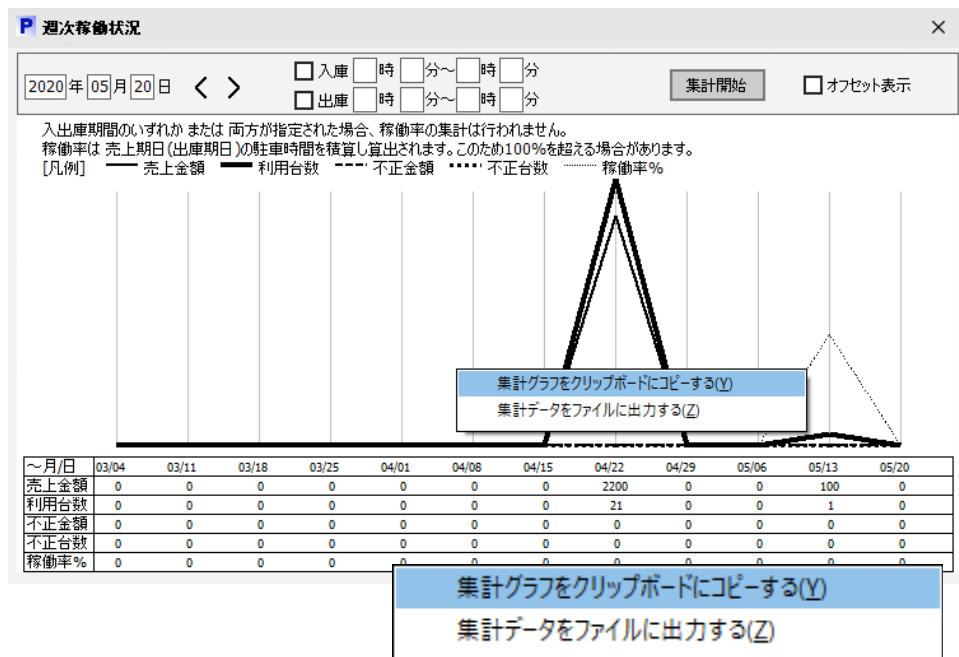 P 週次稼働状況 ×
2020 年 05 月 20 日 < > 入庫 時 分～ 時 分
出庫 時 分～ 時 分
集計開始 オフセット表示
入出庫期間のいずれか または 両方が指定された場合、稼働率の集計は行われません。
稼働率は 売上期日(出庫期日)の駐車時間を積算し算出されます。このため100%を超える場合があります。
[凡例] 売上金額 利用台数 不正金額 不正台数 稼働率%
集計グラフをクリップボードにコピーする(Y)
集計データをファイルに出力する(Z)
～月/日 03/04 03/11 03/18 03/25 04/01 04/08 04/15 04/22 04/29 05/06 05/13 05/20
売上金額 0 0 0 0 0 0 0 2200 0 0 100 0
利用台数 0 0 0 0 0 0 0 21 0 0 1 0
不正金額 0 0 0 0 0 0 0 0 0 0 0 0
不正台数 0 0 0 0 0 0 0 0 0 0 0 0
稼働率% 0 0 0 0 0 0 0 0 0 0 0 0
集計グラフをクリップボードにコピーする(Y)
集計データをファイルに出力する(Z)